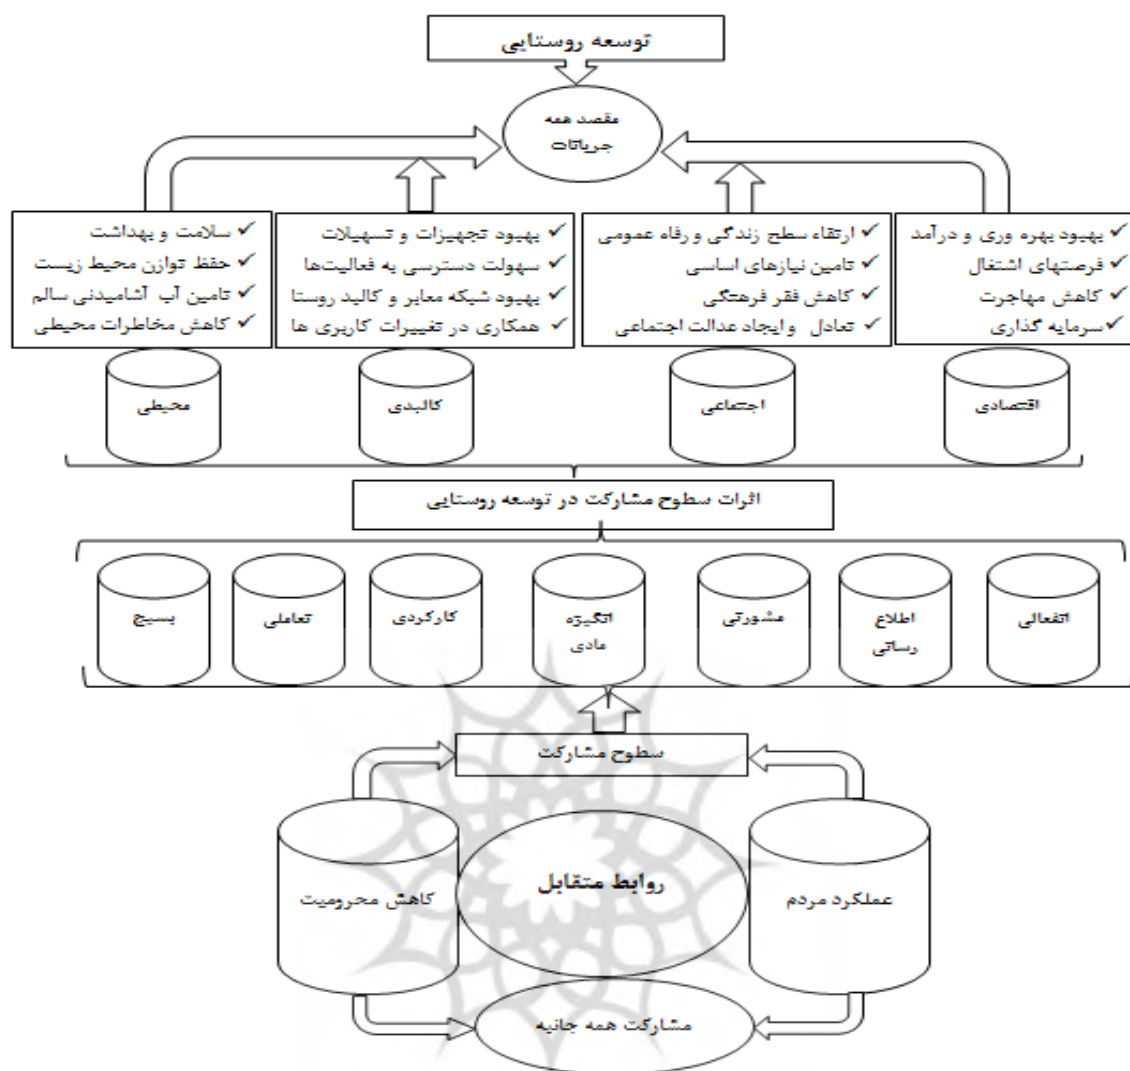 توسعه روستایی
مقصد همه
جریانات
بهبود بهره وری و درآمد ✓
فرصتهای اشتغال ✓
کاهش مهاجرت ✓
سرمایه گذاری ✓
ارتقاء سطح زندگی و رفاه عمومی ✓
تامین نیازهای اساسی ✓
کاهش فقر فرهنگی ✓
تعادل و ایجاد عدالت اجتماعی ✓
بهبود تجهیزات و تسهیلات ✓
سهولت دسترسی به فعالیت‌ها ✓
بهبود شبکه معابر و کالبد روستا ✓
همکاری در تغییرات کاربری ها ✓
سلامت و بهداشت ✓
حفظ توازن محیط زیست ✓
تامین آب آشامیدنی سالم ✓
کاهش مخاطرات محیطی ✓
اقتصادی
اجتماعی
کالبدی
محیطی
اثرات سطوح مشارکت در توسعه روستایی
انفعالی
اطلاع
رسانی
مشورتی
انگیزه
مادی
کارکردی
تعاملی
بسیج
سطوح مشارکت
عملکرد مردم
روابط متقابل
کاهش محرومیت
مشارکت همه جانبه